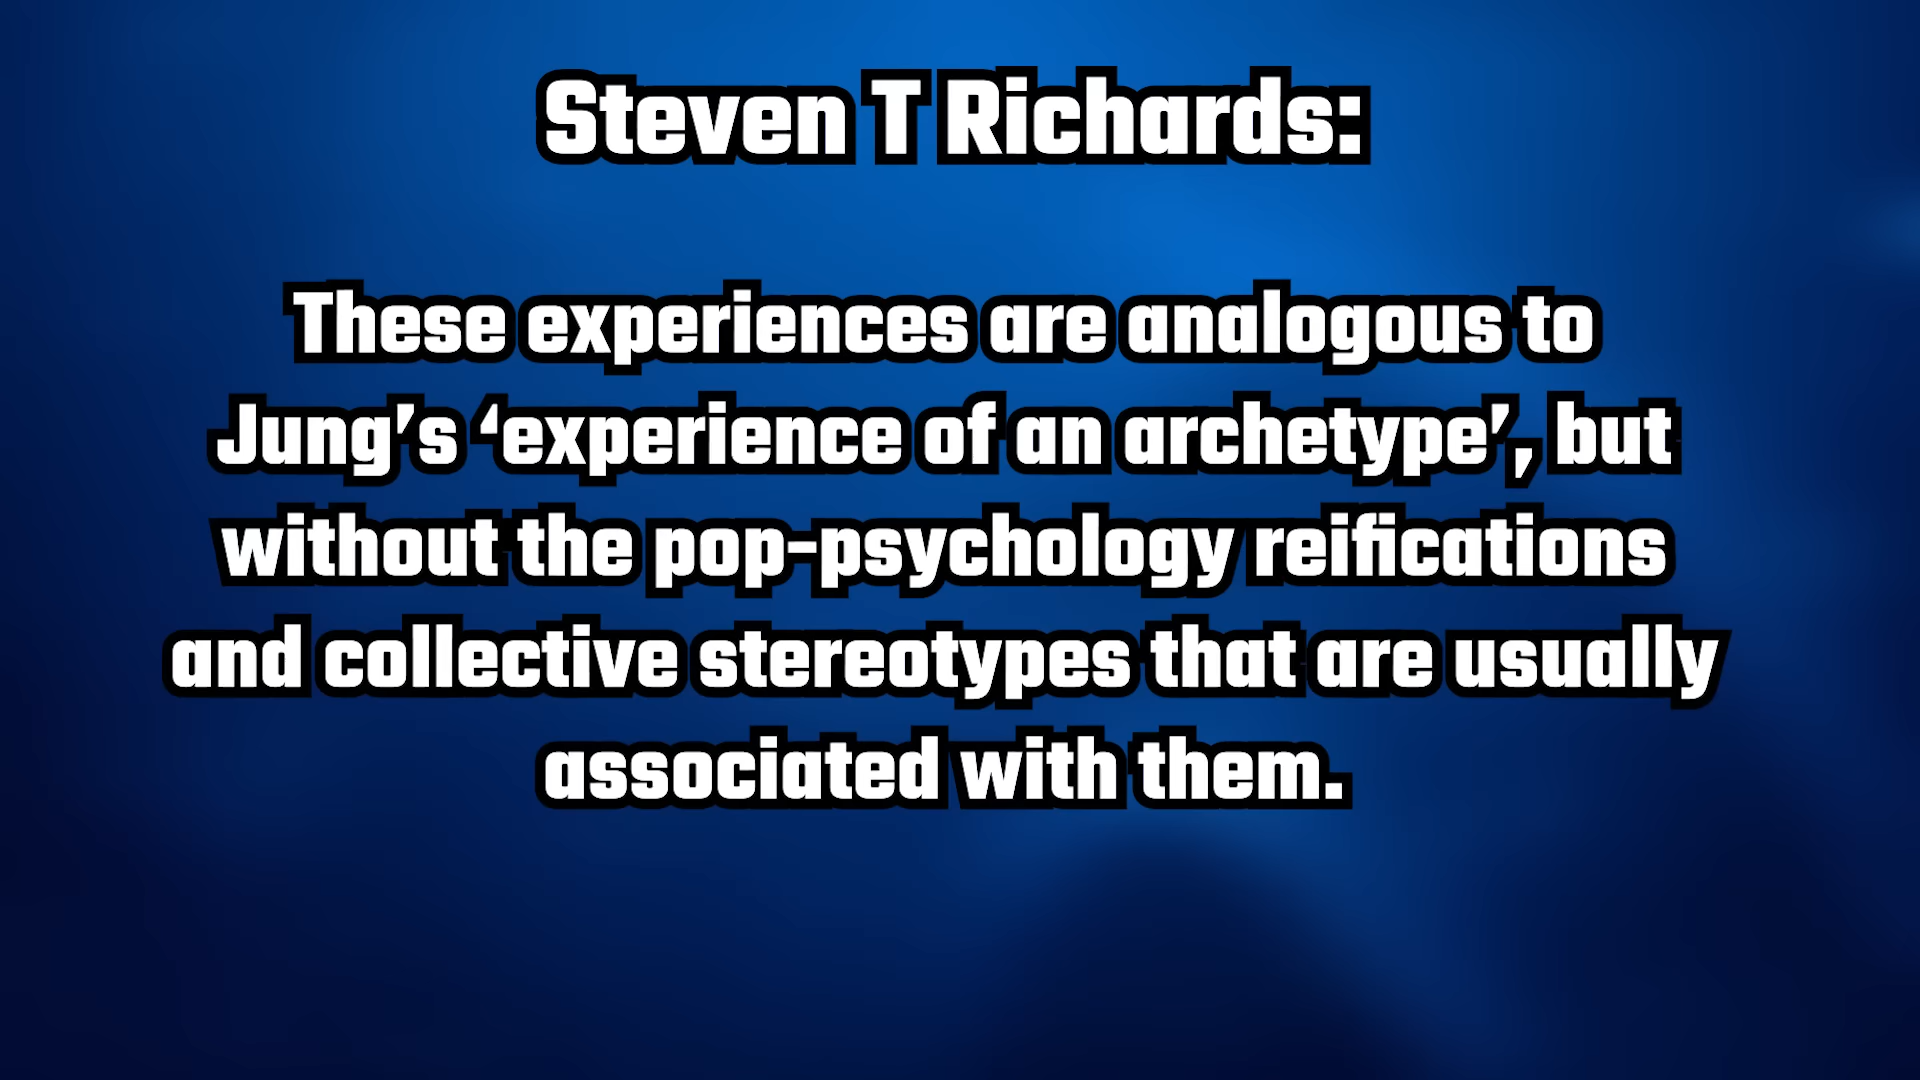 Steven T Richards:
These experiences are analogous to
Jung’s ‘experience of an archetype’, but
without the pop-psychology reifications
and collective stereotypes that are usually
associated with them.